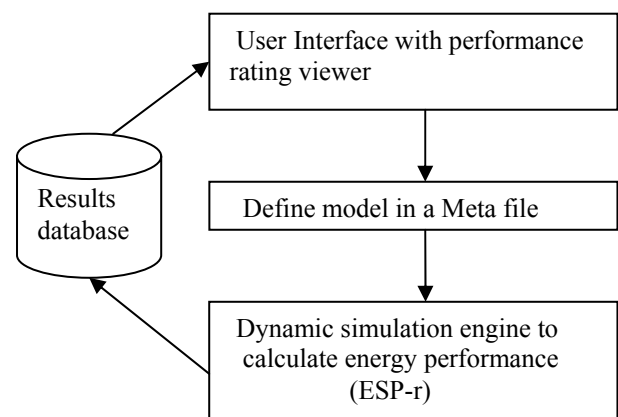 User Interface with performance
rating viewer
Results
database
Define model in a Meta file
Dynamic simulation engine to
calculate energy performance
(ESP-r)